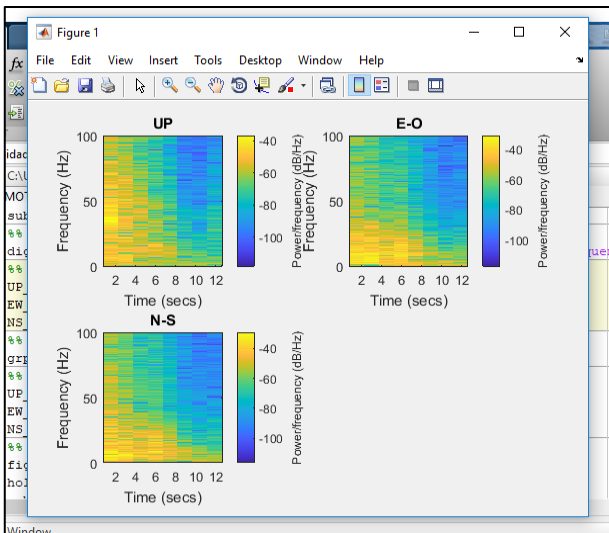 Figure 1
File Edit View Insert Tools Desktop Window Help
fx
UP
100
50
0
Frequency (Hz)
2 4 6 8 10 12
Time (secs)
-40
-60
-80
-100
Power/frequency (dB/Hz)
E-O
100
50
0
Frequency (Hz)
2 4 6 8 10 12
Time (secs)
-40
-60
-80
-100
Power/frequency (dB/Hz)
N-S
100
50
0
Frequency (Hz)
2 4 6 8 10 12
Time (secs)
-40
-60
-80
-100
Power/frequency (dB/Hz)
idac
C:\U
MOT
sub
%%
dig
quen
%%
UP_
EW_
NS_
%%
grp
%%
UP_
EW_
NS_
%%
fig
hol
Window